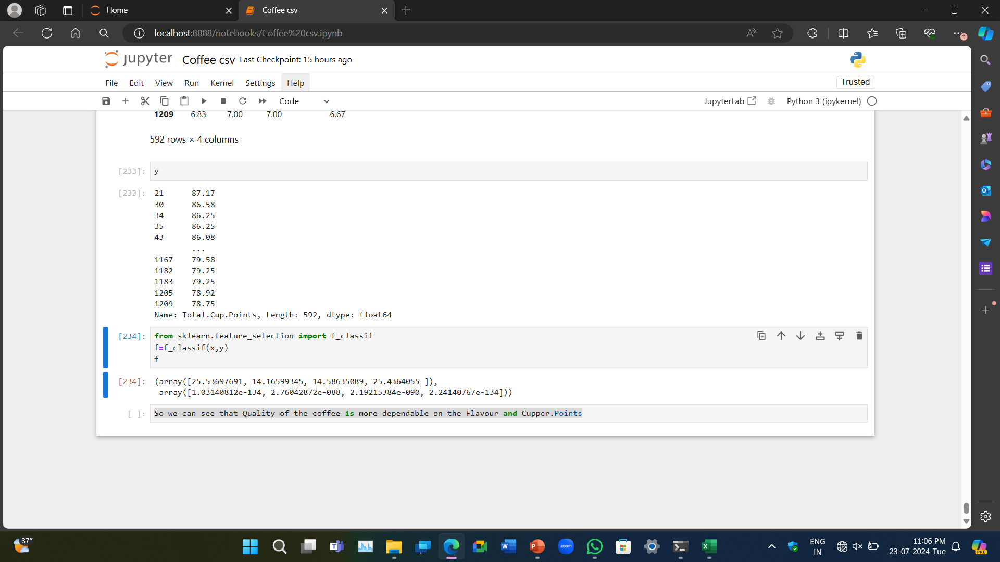 Home
Coffee csv
localhost:8888/notebooks/Coffee%20csv.ipynb
jupyter Coffee csv Last Checkpoint: 15 hours ago
File Edit View Run Kernel Settings Help Trusted
Code JupyterLab Python 3 (ipykernel)
1209 6.83 7.00 7.00 6.67
592 rows × 4 columns
[233]: y
[233]: 21 87.17
30 86.58
34 86.25
35 86.25
43 86.08
...
1167 79.58
1182 79.25
1183 79.25
1205 78.92
1209 78.75
Name: Total.Cup.Points, Length: 592, dtype: float64
[234]: from sklearn.feature_selection import f_classif
f=f_classif(x,y)
f
[234]: (array([25.53697691, 14.16599345, 14.58635089, 25.4364055 ]),
array([1.03140812e-134, 2.76042872e-088, 2.19215384e-090, 2.24140767e-134]))
[ ]: So we can see that Quality of the coffee is more dependable on the Flavour and Cupper.Points
37°
zoom
ENG
IN
11:06 PM
23-07-2024-Tue
PRE